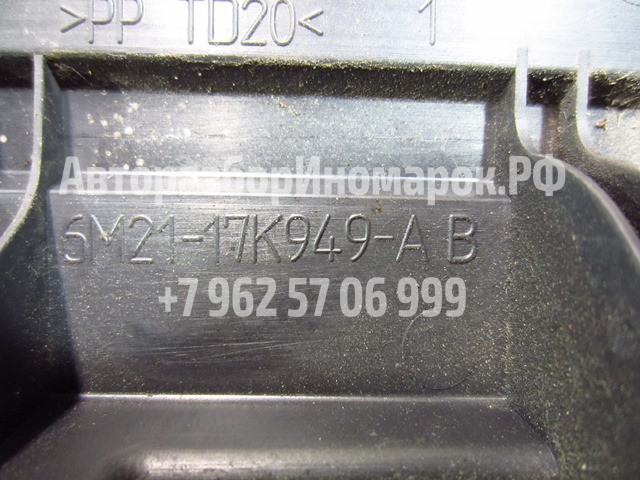 >PP TD20< 1
АвторазборИномарок.РФ
6M21-17K949-A B
+7 962 57 06 999